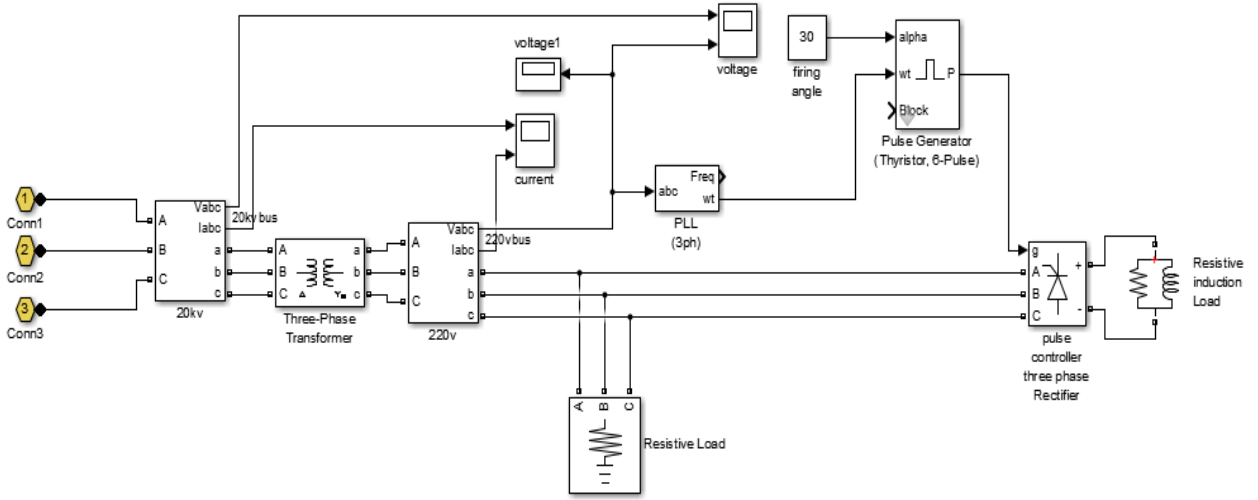 voltage
voltage1
30
firing
angle
alpha
wt
P
Block
Pulse Generator
(Thyristor, 6-Pulse)
current
abc
Freq
wt
PLL
(3ph)
1
Conn1
2
Conn2
3
Conn3
A
B
C
Vabc
Iabc
a
b
c
20kv
20kv bus
A
B
C
a
b
c
Three-Phase
Transformer
A
B
C
Vabc
Iabc
a
b
c
220v
220vbus
g
A
B
C
+
-
pulse
controller
three phase
Rectifier
Resistive
induction
Load
A
B
C
Resistive Load